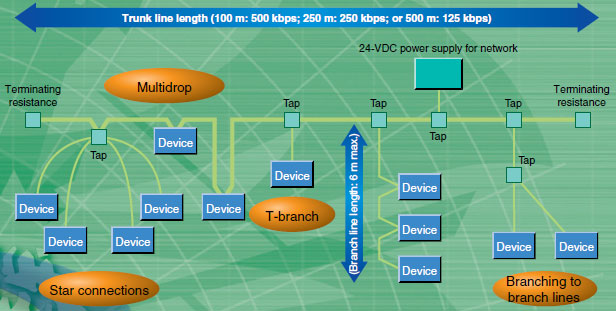 Trunk line length (100 m: 500 kbps; 250 m: 250 kbps; or 500 m: 125 kbps)
24-VDC power supply for network
Terminating
resistance
Multidrop
Tap
Tap
Tap
Tap
Terminating
resistance
Tap
Device
Tap
Tap
Device
Device
Device
Device
Device
Device
Device
T-branch
(Branch line length: 6 m max.)
Device
Device
Device
Device
Device
Star connections
Branching to
branch lines